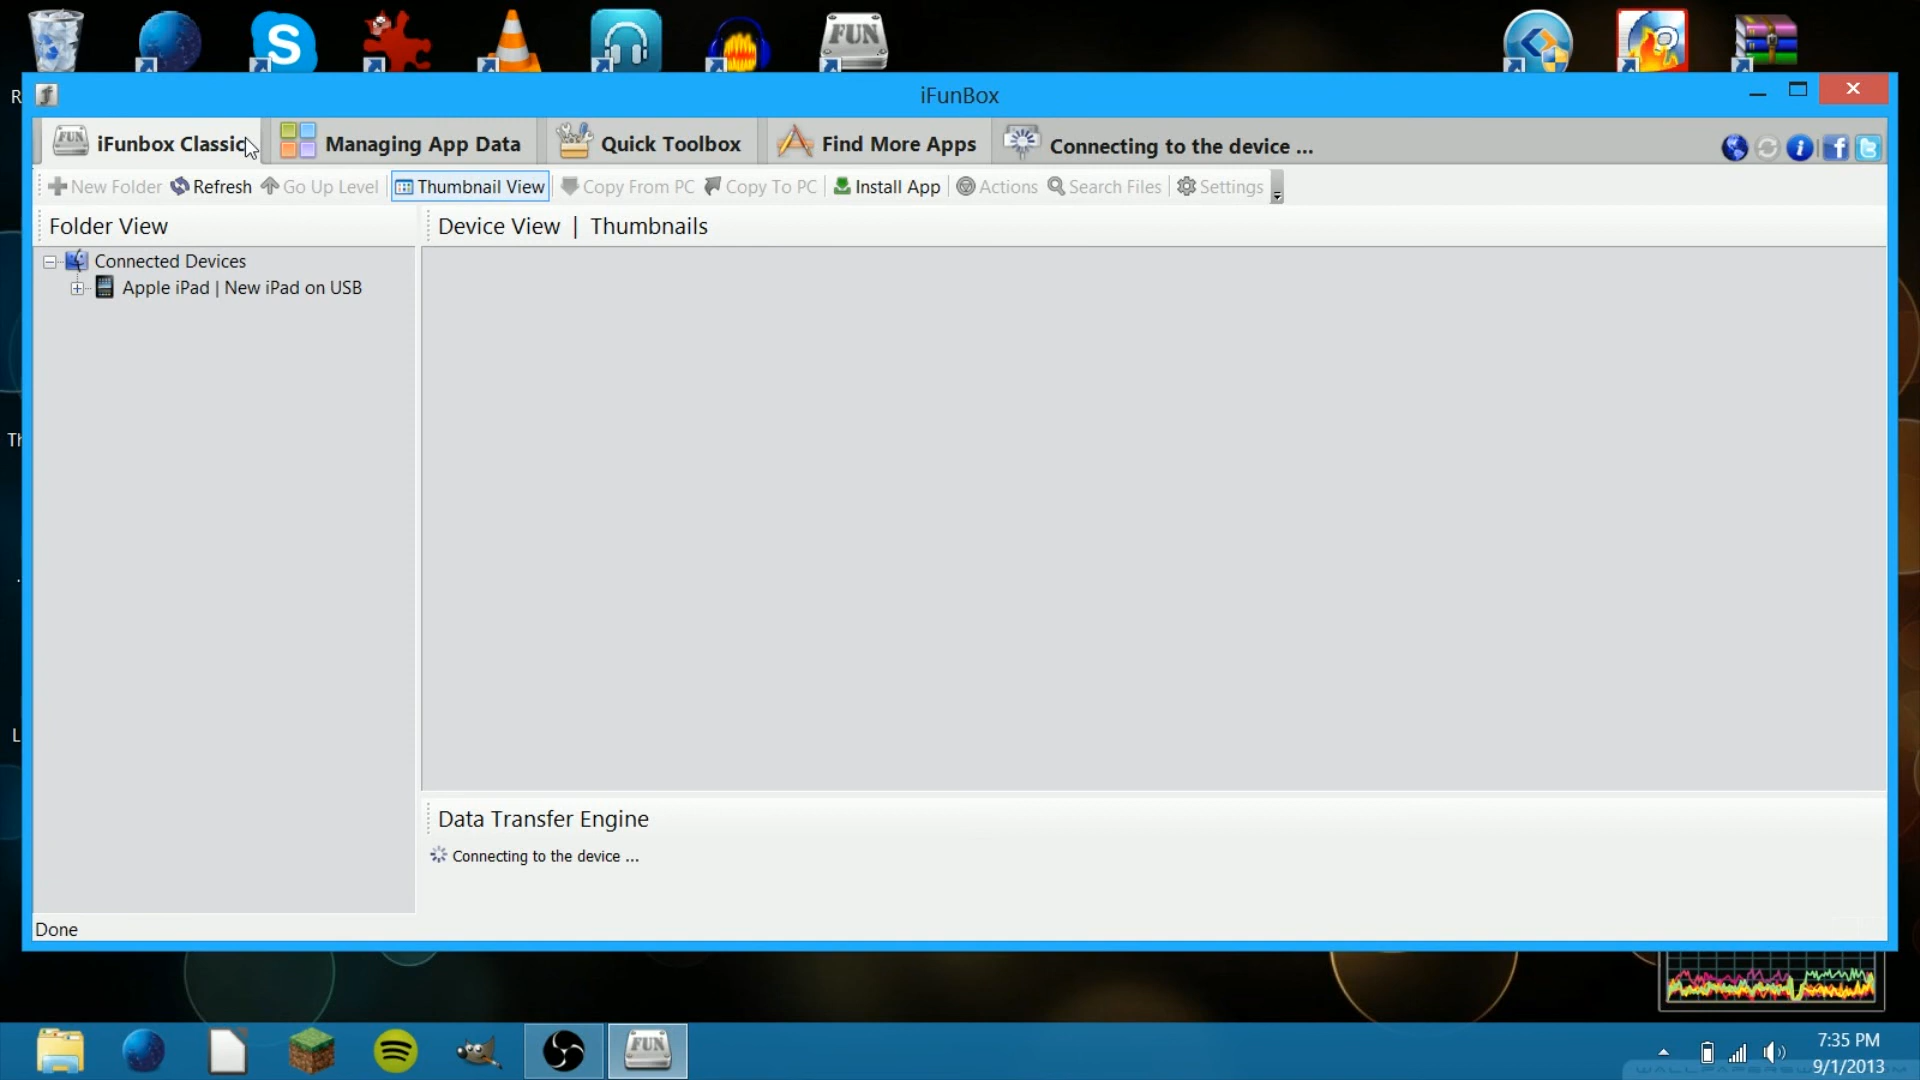 FUN
R
iFunBox
FUN iFunbox Classic Managing App Data Quick Toolbox Find More Apps Connecting to the device ...
New Folder Refresh Go Up Level Thumbnail View Copy From PC Copy To PC Install App Actions Search Files Settings
Folder View
Device View | Thumbnails
Connected Devices
Apple iPad | New iPad on USB
Th
L
Data Transfer Engine
Connecting to the device ...
Done
FUN
7:35 PM
9/1/2013